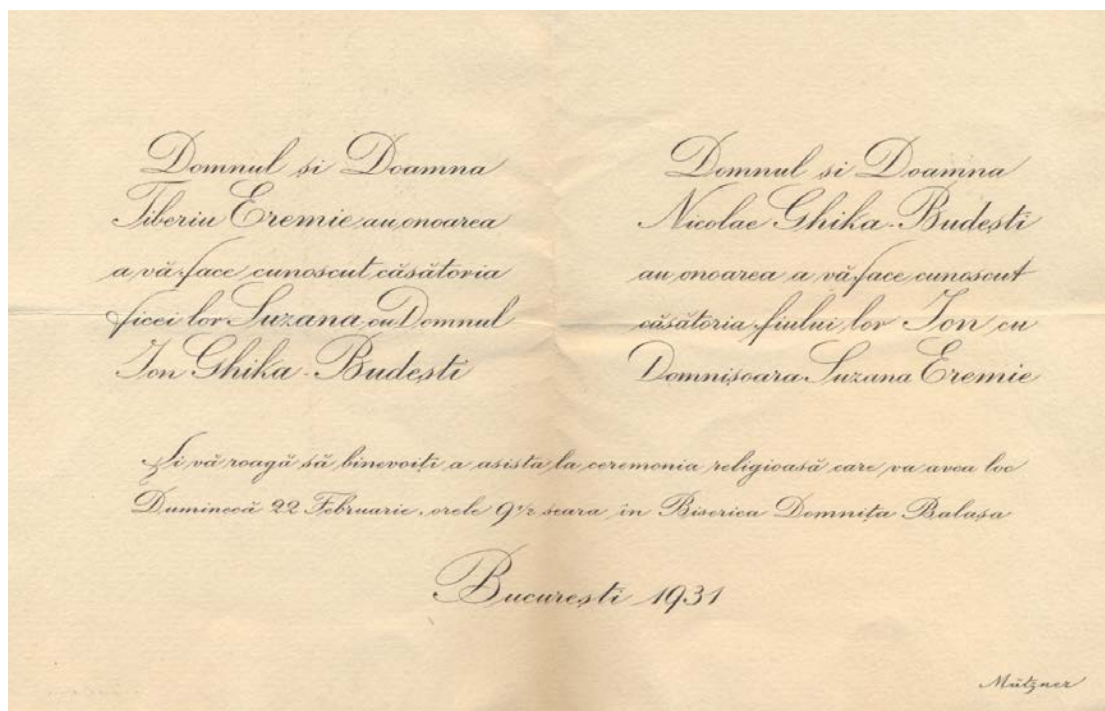 Domnul și Doamna
Tiberiu Eremie au onoarea
a vă face cunoscut căsătoria
ficei lor Suzana cu Domnul
Ion Ghika-Budești
Domnul si Doamna
Nicolae Ghika-Budești
au onoarea a vă face cunoscut
căsătoria fiului lor Ion cu
Domnișoara Suzana Eremie
Și vă roagă să binevoiți a asista la ceremonia religioasă care va avea loc
Duminecă 22 Februarie, orele 9½ seara în Biserica Domnița Balașa
București 1931
Mützner